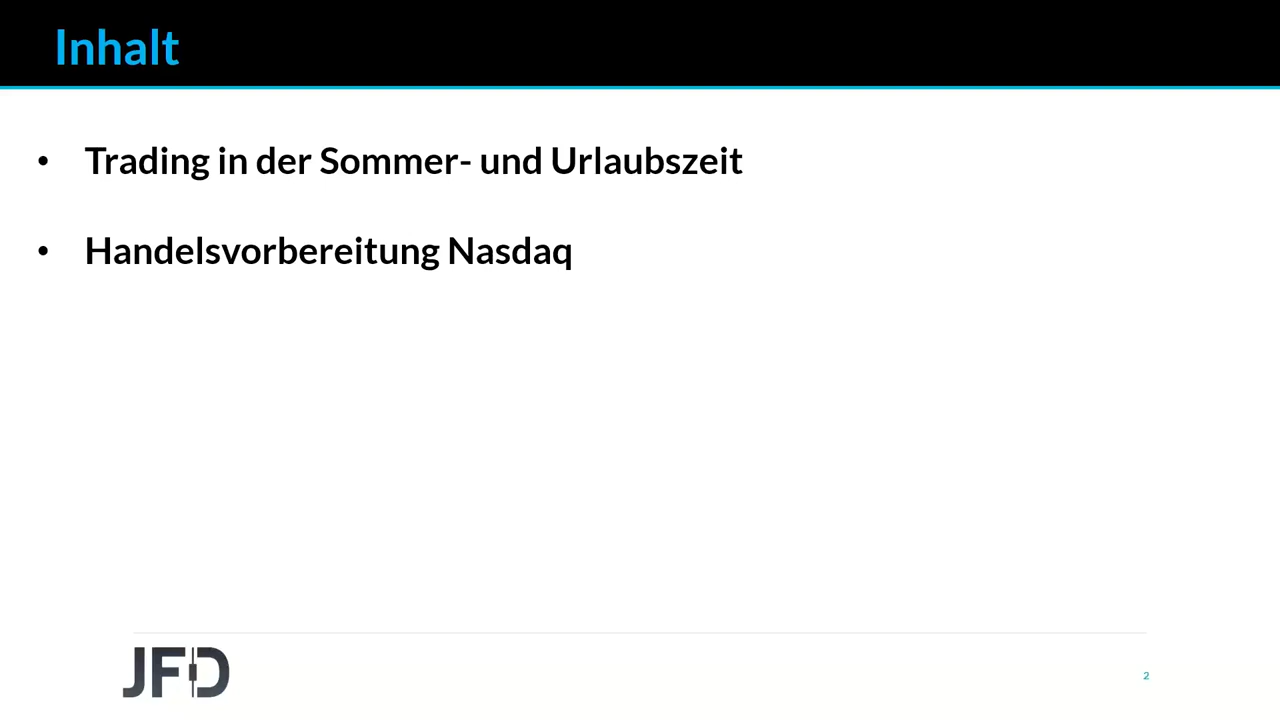 Inhalt
• Trading in der Sommer- und Urlaubszeit
• Handelsvorbereitung Nasdaq
JFD
2